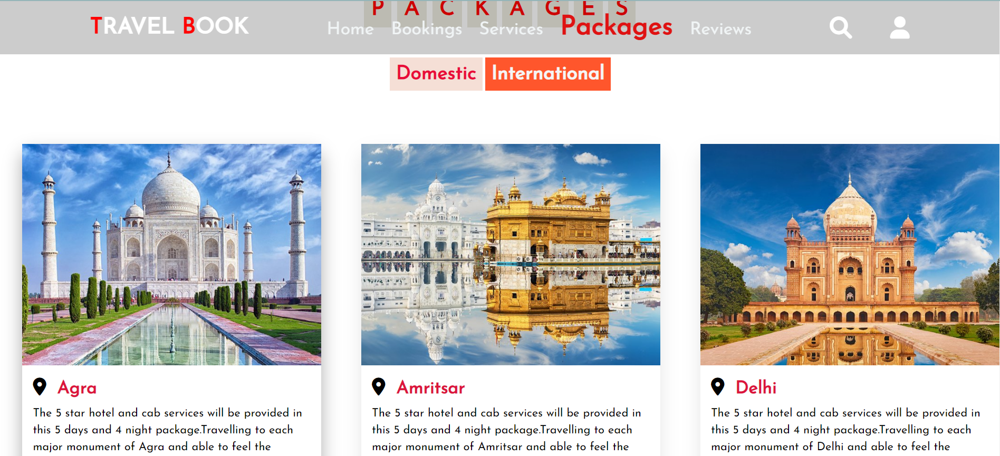 PACKAGES
TRAVEL BOOK Home Bookings Services Packages Reviews
Domestic International
Agra
The 5 star hotel and cab services will be provided in
this 5 days and 4 night package.Travelling to each
major monument of Agra and able to feel the
Amritsar
The 5 star hotel and cab services will be provided in
this 5 days and 4 night package.Travelling to each
major monument of Amritsar and able to feel the
Delhi
The 5 star hotel and cab services will be provided in
this 5 days and 4 night package.Travelling to each
major monument of Delhi and able to feel the